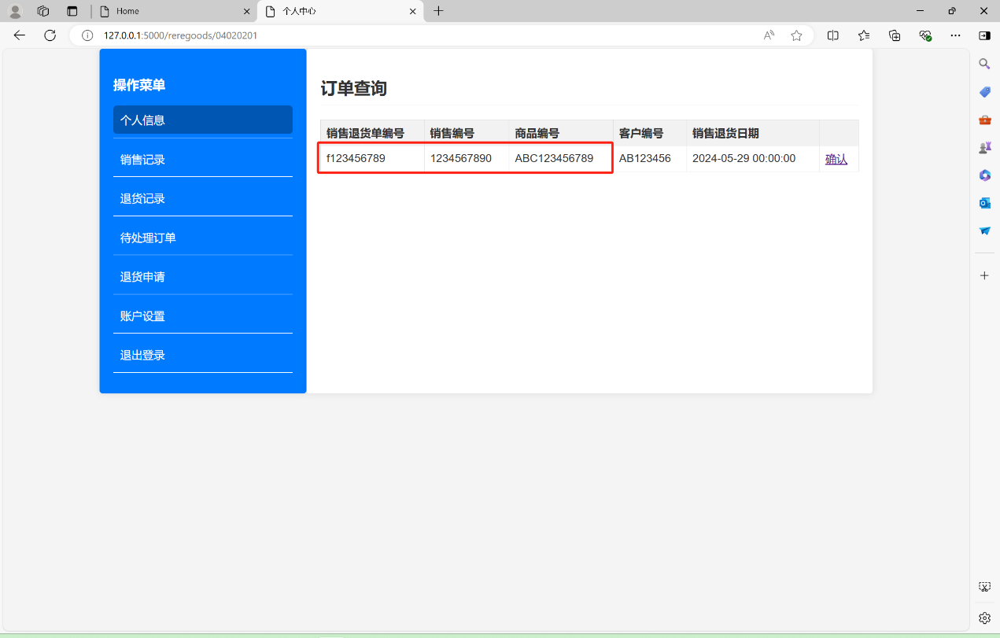 Home
个人中心
127.0.0.1:5000/reregoods/04020201
操作菜单
个人信息
销售记录
退货记录
待处理订单
退货申请
账户设置
退出登录
订单查询
销售退货单编号 销售编号 商品编号 客户编号 销售退货日期
f123456789 1234567890 ABC123456789 AB123456 2024-05-29 00:00:00 确认